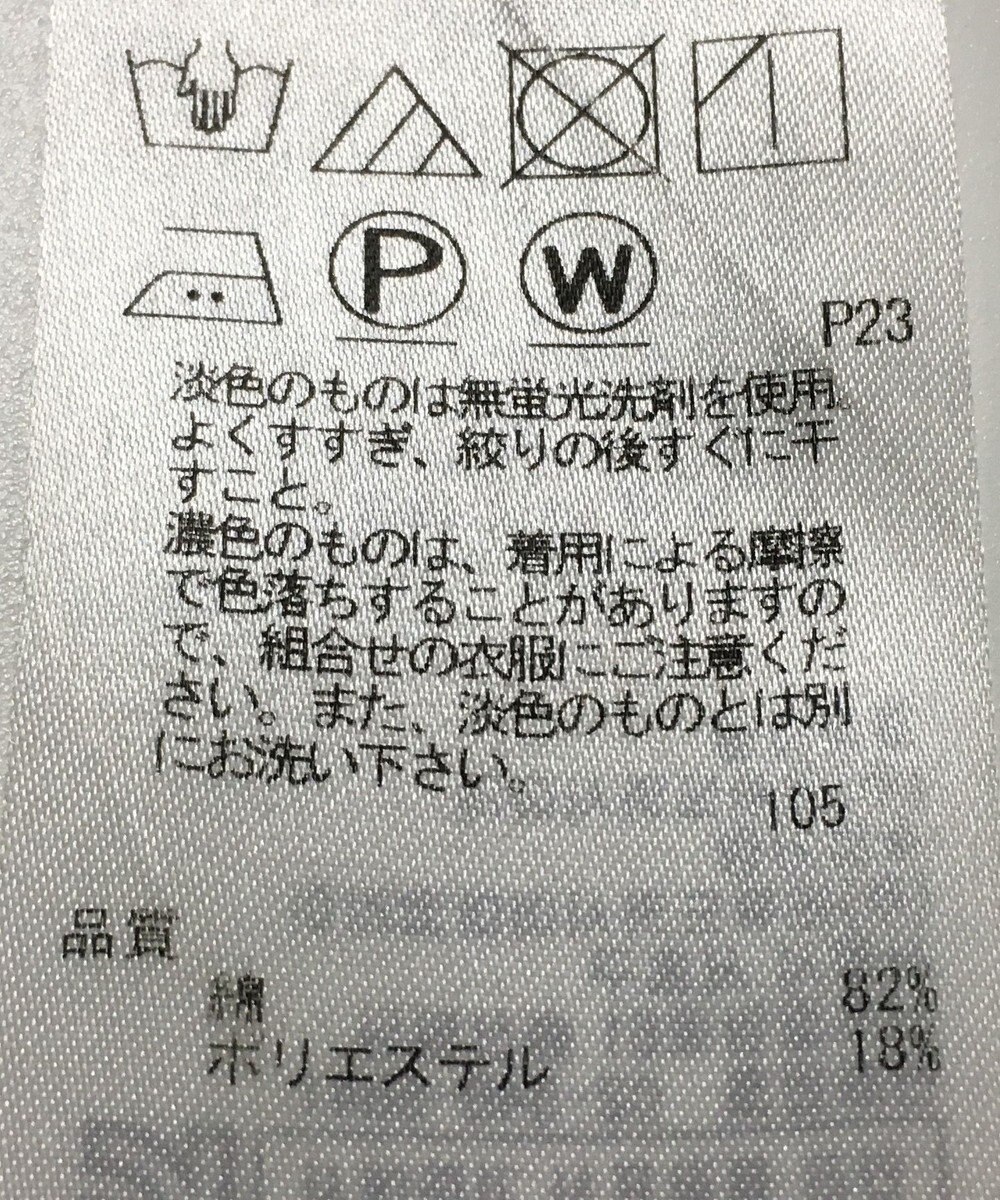 P W
P23
淡色のものは無蛍光洗剤を使用
よくすすぎ、絞りの後すぐに干
すこと。
濃色のものは、着用による摩擦
で色落ちすることがありますの
で、組合せの衣服にご注意くだ
さい。また、淡色のものとは別
にお洗い下さい。
105
品質
綿 82%
ポリエステル 18%